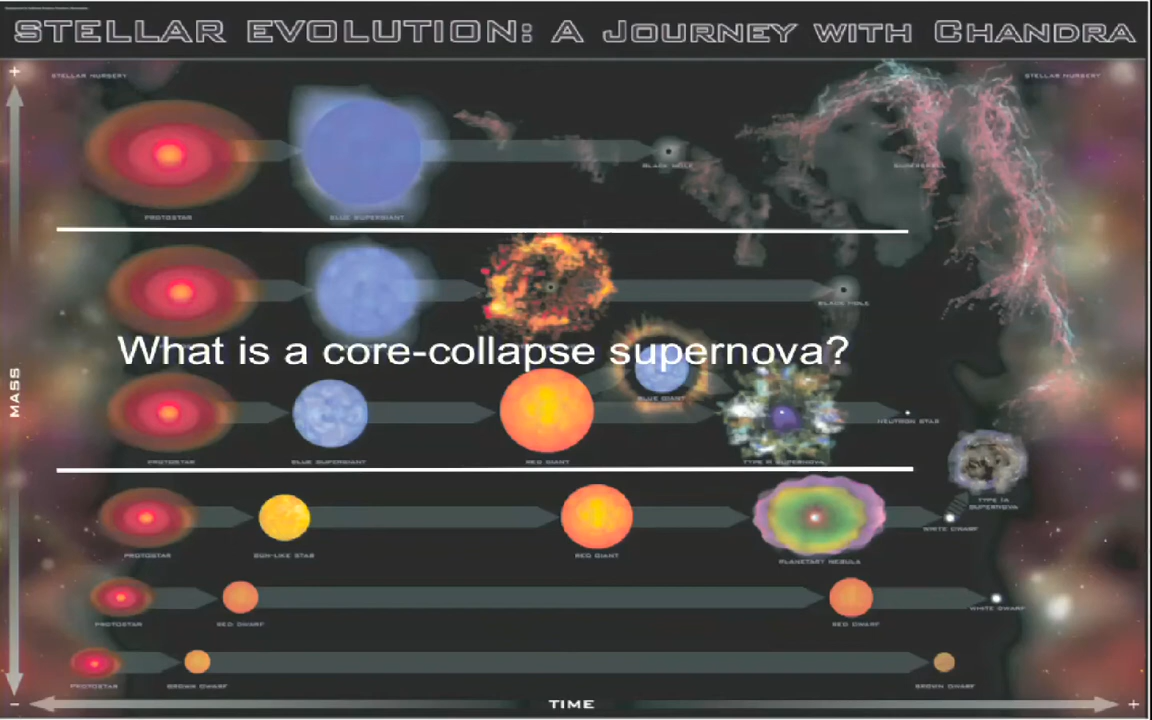 STELLAR EVOLUTION: A JOURNEY WITH CHANDRA
+
STELLAR NURSERY
STELLAR NURSERY
BLACK HOLE
PROTOSTAR
BLUE SUPERGIANT
BLACK HOLE
What is a core-collapse supernova?
MASS
BLUE GIANT
NEUTRON STAR
PROTOSTAR
BLUE SUPERGIANT
RED GIANT
TYPE II SUPERNOVA
TYPE IA
SUPERNOVA
WHITE DWARF
PROTOSTAR
SUN-LIKE STAR
RED GIANT
PLANETARY NEBULA
WHITE DWARF
PROTOSTAR
RED DWARF
RED DWARF
PROTOSTAR
BROWN DWARF
BROWN DWARF
-
TIME
+